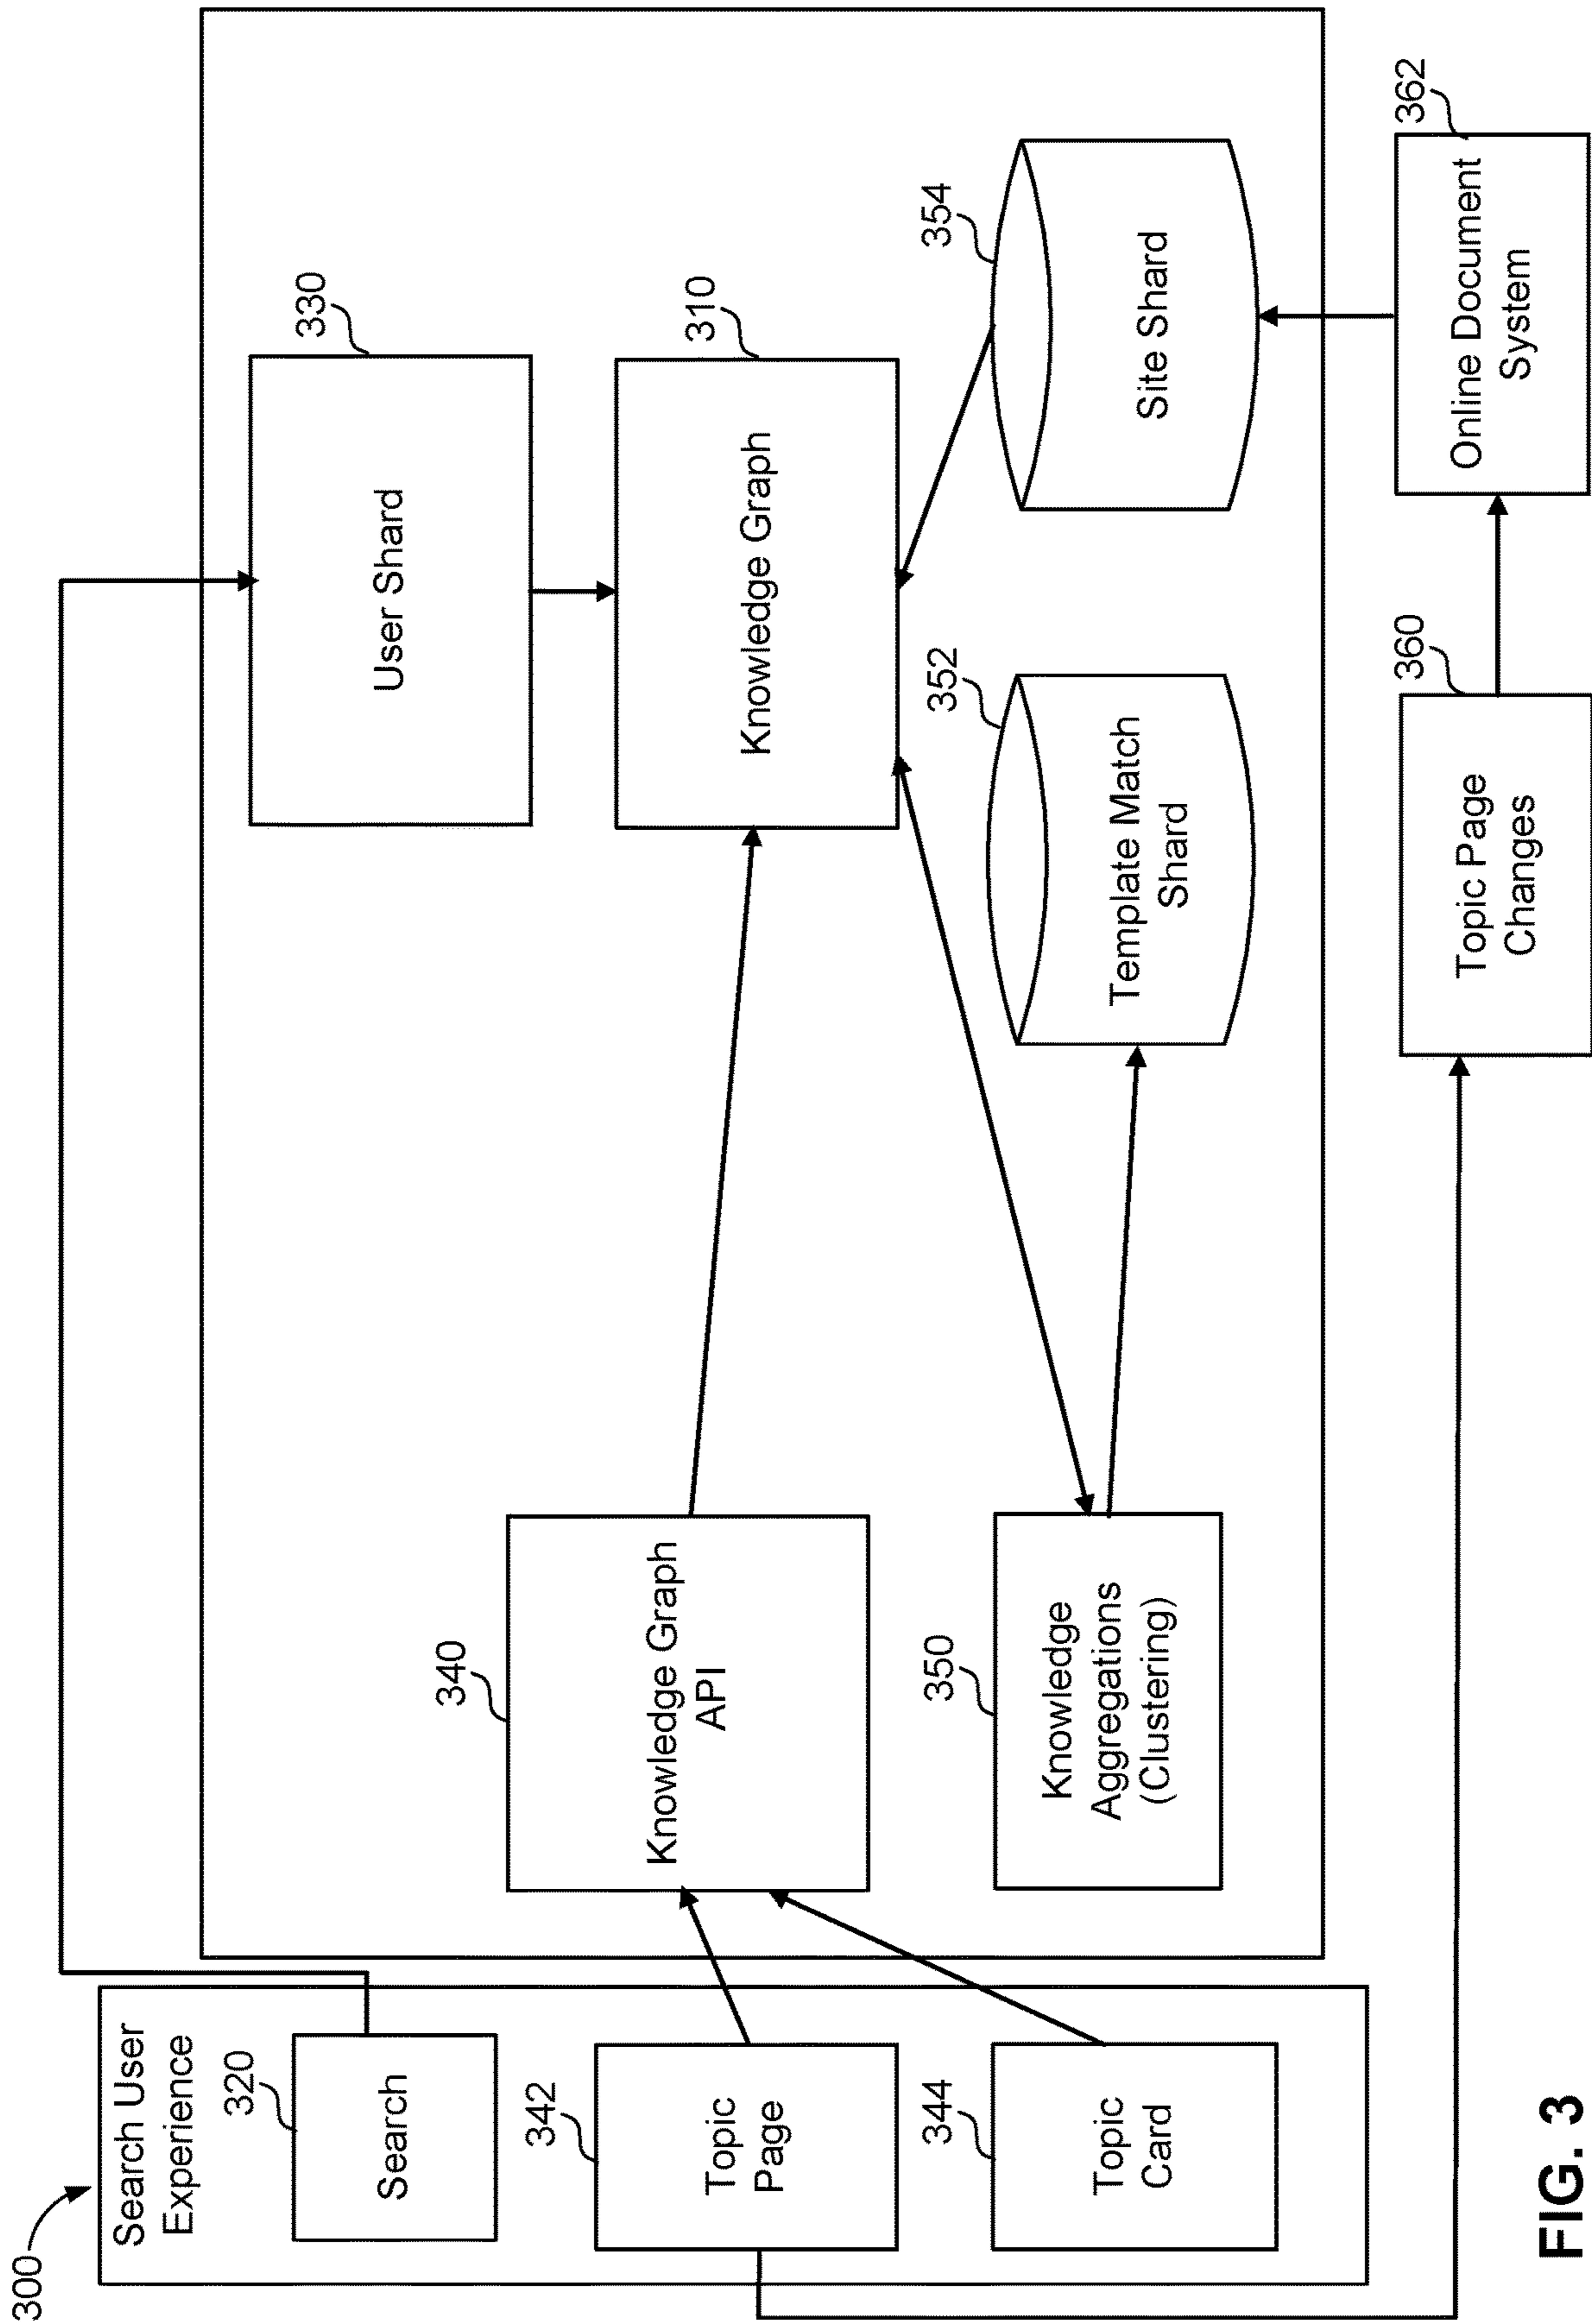 300
Search User
Experience
320
Search
342
Topic
Page
344
Topic
Card
340
Knowledge Graph
API
350
Knowledge
Aggregations
(Clustering)
330
User Shard
310
Knowledge Graph
352
Template Match
Shard
354
Site Shard
360
Topic Page
Changes
362
Online Document
System
FIG. 3